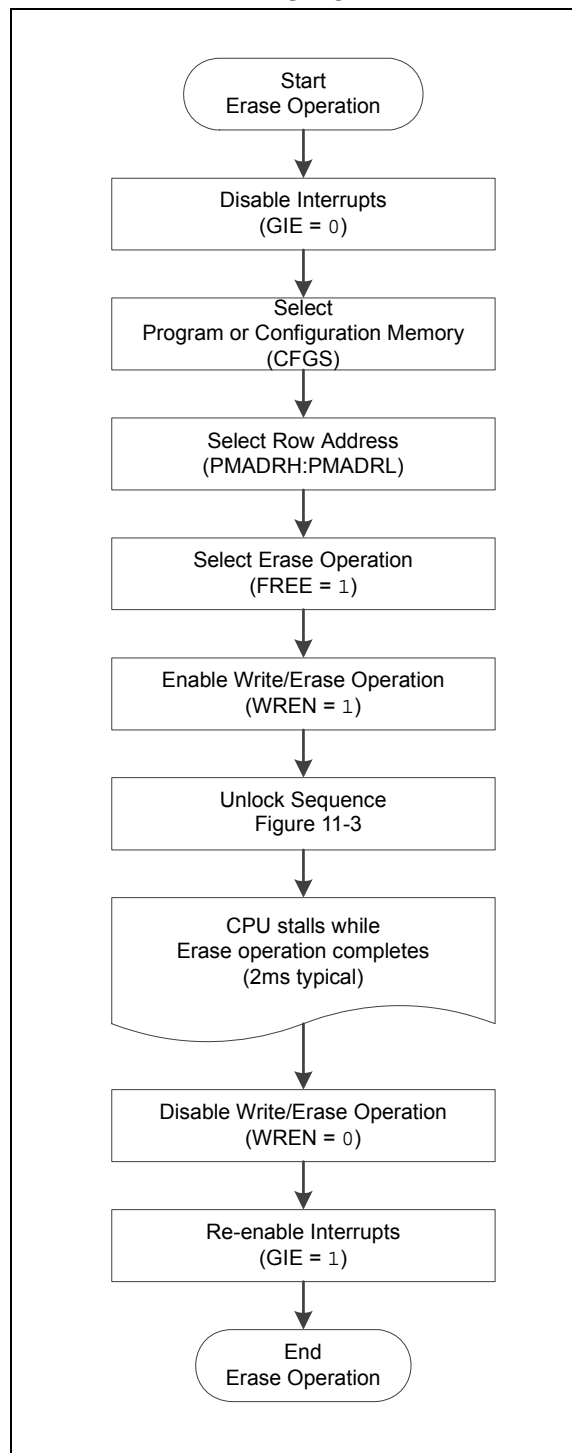 Start
Erase Operation
Disable Interrupts
(GIE = 0)
Select
Program or Configuration Memory
(CFGS)
Select Row Address
(PMADRH:PMADRL)
Select Erase Operation
(FREE = 1)
Enable Write/Erase Operation
(WREN = 1)
Unlock Sequence
Figure 11-3
CPU stalls while
Erase operation completes
(2ms typical)
Disable Write/Erase Operation
(WREN = 0)
Re-enable Interrupts
(GIE = 1)
End
Erase Operation